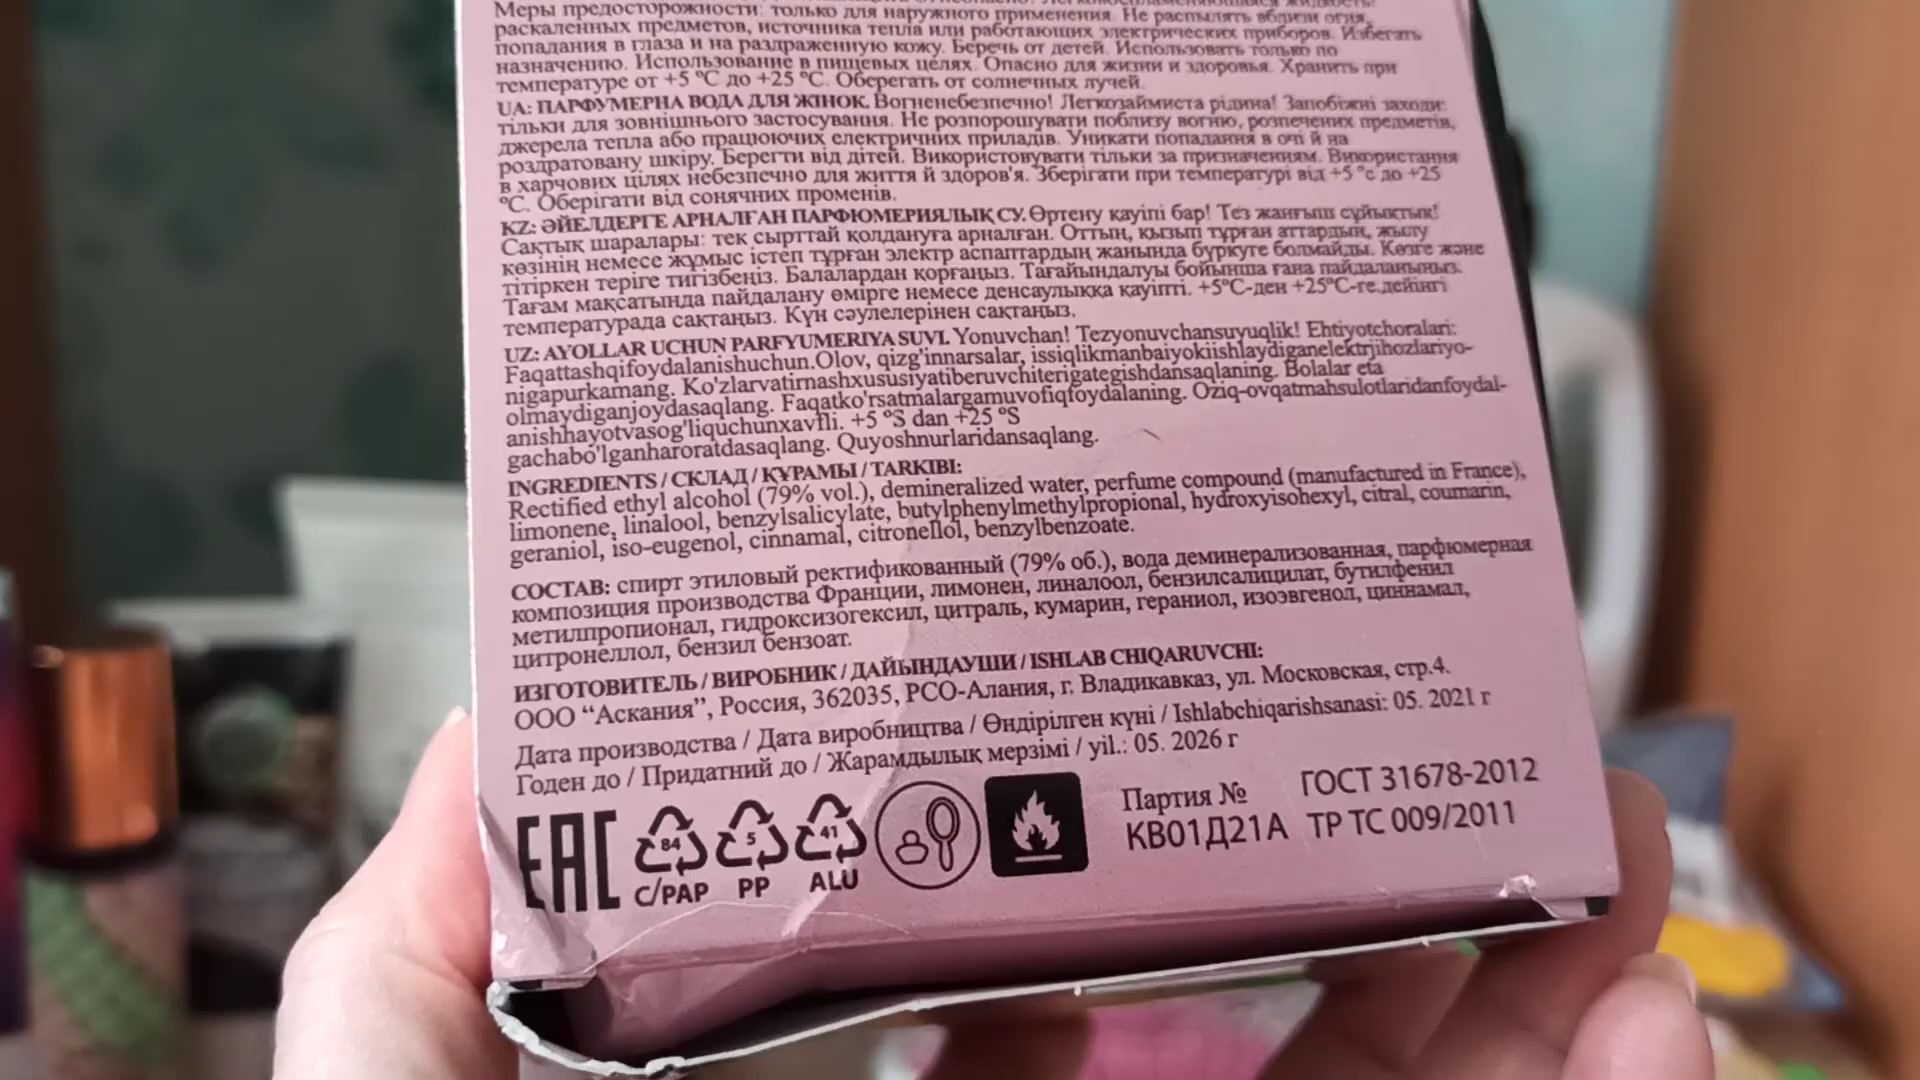 Меры предосторожности: только для наружного применения. Не распылять вблизи огня,
раскаленных предметов, источника тепла или работающих электрических приборов. Избегать
попадания в глаза и на раздраженную кожу. Беречь от детей. Использовать только по
назначению. Использование в пищевых целях. Опасно для жизни и здоровья. Хранить при
температуре от +5 °С до +25 °С. Оберегать от солнечных лучей.
UA: ПАРФУМЕРНА ВОДА ДЛЯ ЖІНОК. Вогненебезпечно! Легкозаймиста рідина! Запобіжні заходи:
тільки для зовнішнього застосування. Не розпорошувати поблизу вогню, розпечених предметів,
джерела тепла або працюючих електричних приладів. Уникати попадання в очі й на
роздратовану шкіру. Берегти від дітей. Використовувати тільки за призначенням. Використання
в харчових цілях небезпечно для життя й здоров'я. Зберігати при температурі від +5 °с до +25
°С. Оберігати від сонячних променів.
KZ: ӘЙЕЛДЕРГЕ АРНАЛҒАН ПАРФЮМЕРИЯЛЫҚ СУ. Өртену қауіпі бар! Тез жанғыш сұйықтық!
Сақтық шаралары: тек сырттай қолдануға арналған. Оттың, қызып тұрған аттардың, жылу
көзінің немесе жұмыс істеп тұрған электр аспаптардың жанында бүркуге болмайды. Көзге және
тітіркен теріге тигізбеңіз. Балалардан қорғаңыз. Тағайындалуы бойынша ғана пайдаланыңыз.
Тағам мақсатында пайдалану өмірге немесе денсаулыққа қауіпті. +5°С-ден +25°С-ге дейінгі
температурада сақтаңыз. Күн сәулелерінен сақтаңыз.
UZ: AYOLLAR UCHUN PARFYUMERIYA SUVI. Yonuvchan! Tezyonuvchansuyuqlik! Ehtiyotchoralari:
Faqattashqifoydalanishuchun.Olov, qizg'innarsalar, issiqlikmanbaiyokiishlaydiganelektrjihozlariyo-
nigapurkamang. Ko'zlarvatirnashxususiyatiberuvchiterigategishdansaqlaning. Bolalar eta
olmaydiganjoydasaqlang. Faqatko'rsatmalargamuvofiqfoydalaning. Oziq-ovqatmahsulotlaridanfoydal-
anishhayotvasog'liquchunxavfli. +5 °S dan +25 °S
gachabo'lganharoratdasaqlang. Quyoshnurlaridansaqlang.
INGREDIENTS / СКЛАД / ҚҰРАМЫ / TARKIBI:
Rectified ethyl alcohol (79% vol.), demineralized water, perfume compound (manufactured in France),
limonene, linalool, benzylsalicylate, butylphenylmethylpropional, hydroxyisohexyl, citral, coumarin,
geraniol, iso-eugenol, cinnamal, citronellol, benzylbenzoate.
СОСТАВ: спирт этиловый ректификованный (79% об.), вода деминерализованная, парфюмерная
композиция производства Франции, лимонен, линалоол, бензилсалицилат, бутилфенил
метилпропионал, гидроксизогексил, цитраль, кумарин, гераниол, изоэвгенол, циннамал,
цитронеллол, бензил бензоат.
ИЗГОТОВИТЕЛЬ / ВИРОБНИК / ДАЙЫНДАУШИ / ISHLAB CHIQARUVCHI:
ООО “Аскания”, Россия, 362035, РСО-Алания, г. Владикавказ, ул. Московская, стр.4.
Дата производства / Дата виробництва / Өндірілген күні / Ishlabchiqarishsanasi: 05. 2021 г
Годен до / Придатний до / Жарамдылық мерзімі / yil.: 05. 2026 г
ЕАС
84
C/PAP
5
PP
41
ALU
Партия №
КВ01Д21А
ГОСТ 31678-2012
ТР ТС 009/2011